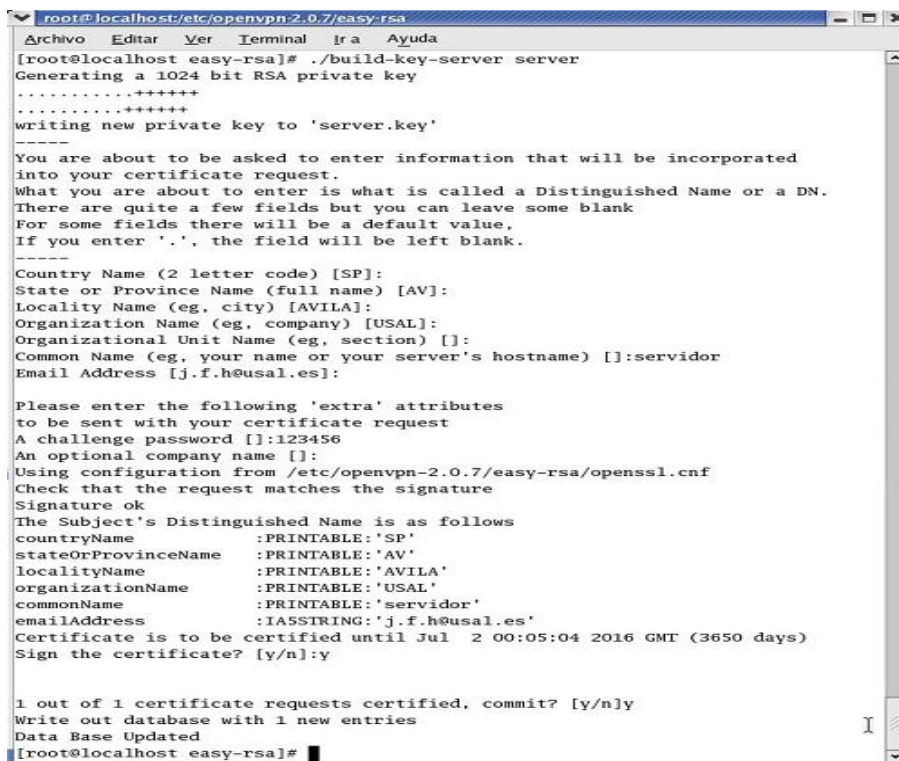 root@localhost:/etc/openvpn-2.0.7/easy-rsa
Archivo Editar Ver Terminal Ir a Ayuda
[root@localhost easy-rsa]# ./build-key-server server
Generating a 1024 bit RSA private key
...........++++++
..........++++++
writing new private key to 'server.key'
-----
You are about to be asked to enter information that will be incorporated
into your certificate request.
What you are about to enter is what is called a Distinguished Name or a DN.
There are quite a few fields but you can leave some blank
For some fields there will be a default value,
If you enter '.', the field will be left blank.
-----
Country Name (2 letter code) [SP]:
State or Province Name (full name) [AV]:
Locality Name (eg, city) [AVILA]:
Organization Name (eg, company) [USAL]:
Organizational Unit Name (eg, section) []:
Common Name (eg, your name or your server's hostname) []:servidor
Email Address [j.f.h@usal.es]:

Please enter the following 'extra' attributes
to be sent with your certificate request
A challenge password []:123456
An optional company name []:
Using configuration from /etc/openvpn-2.0.7/easy-rsa/openssl.cnf
Check that the request matches the signature
Signature ok
The Subject's Distinguished Name is as follows
countryName           :PRINTABLE:'SP'
stateOrProvinceName   :PRINTABLE:'AV'
localityName          :PRINTABLE:'AVILA'
organizationName      :PRINTABLE:'USAL'
commonName            :PRINTABLE:'servidor'
emailAddress          :IA5STRING:'j.f.h@usal.es'
Certificate is to be certified until Jul  2 00:05:04 2016 GMT (3650 days)
Sign the certificate? [y/n]:y

1 out of 1 certificate requests certified, commit? [y/n]y
Write out database with 1 new entries
Data Base Updated
[root@localhost easy-rsa]#